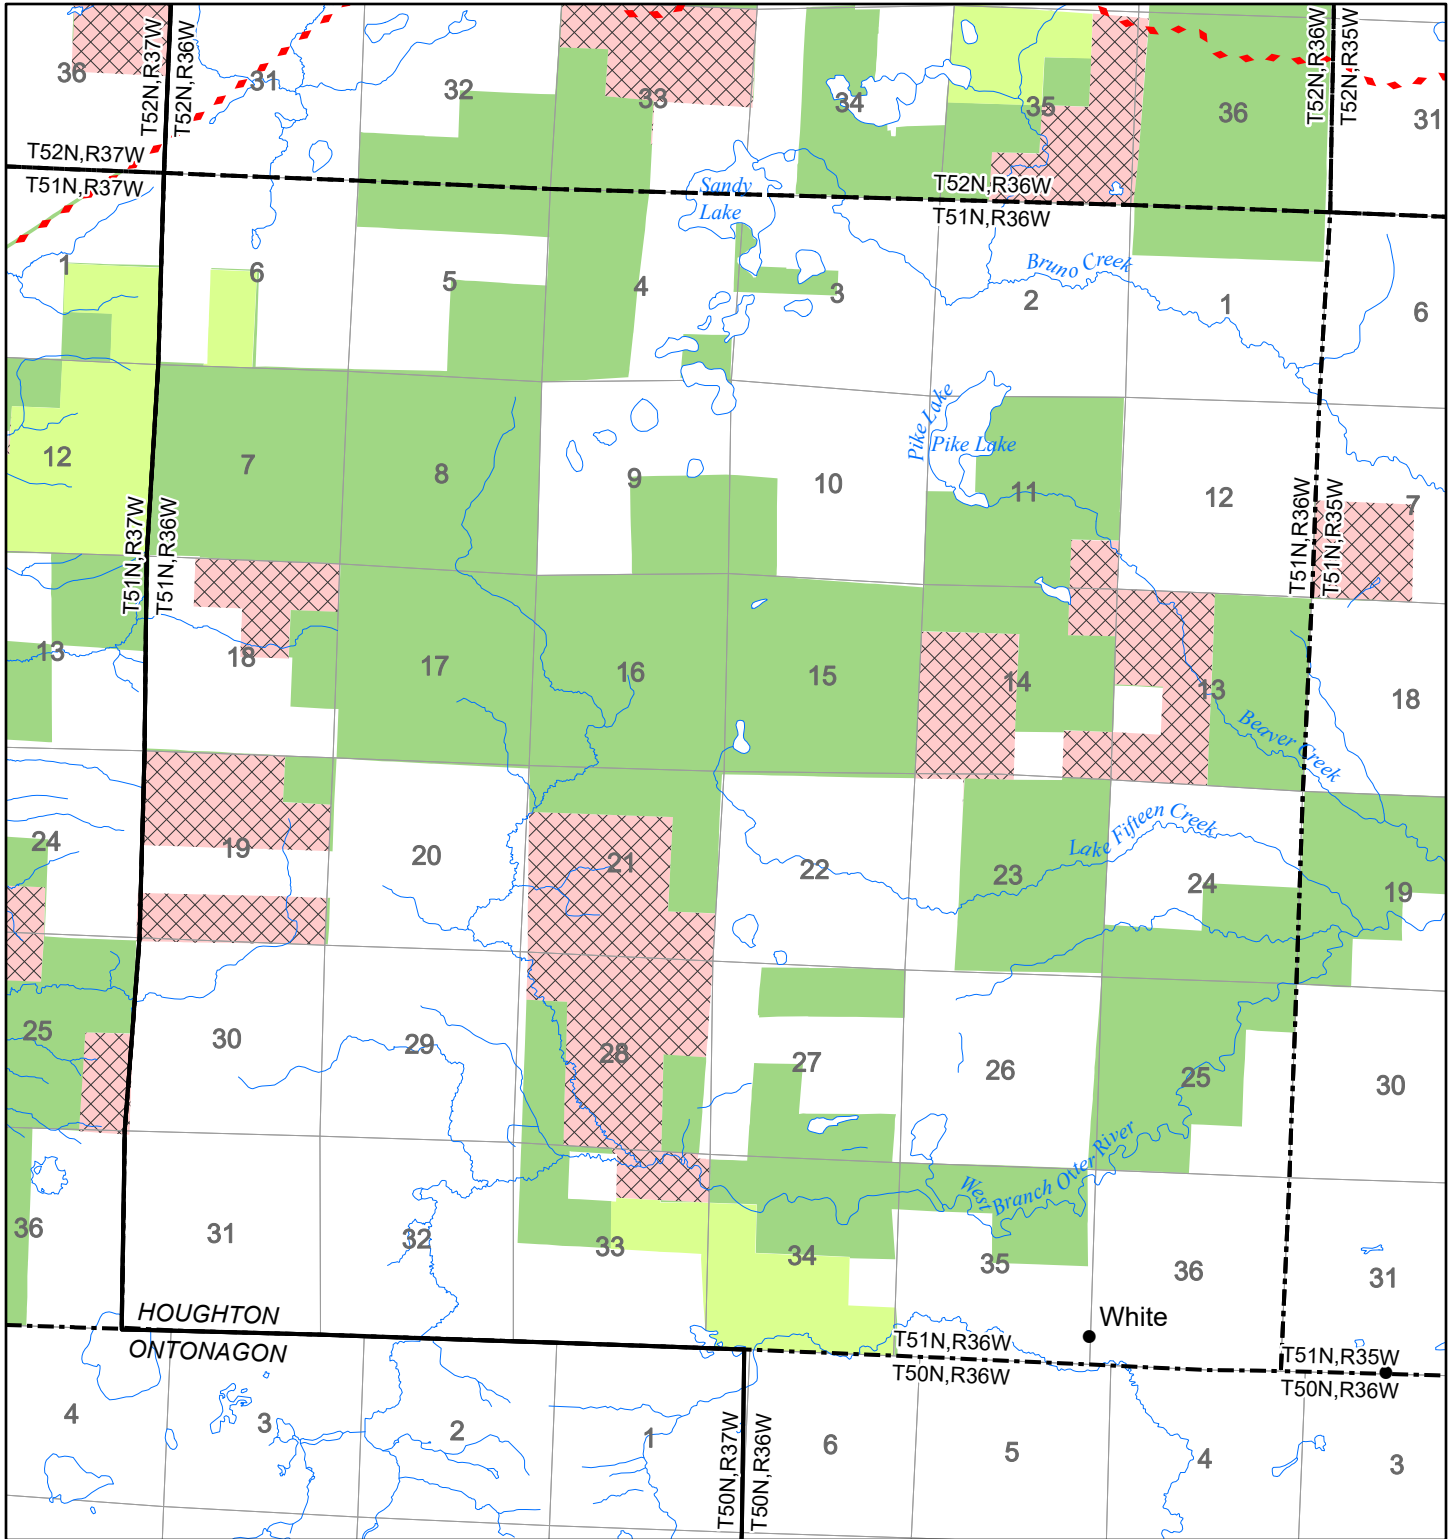 T52N,R37W
T52N,R36W
T52N,R36W
T52N,R35W
36
31
32
33
34
35
36
31
T52N,R37W
T51N,R37W
Sandy
Lake
T52N,R36W
T51N,R36W
1
6
5
4
3
2
Bruno Creek
1
6
Pike Lake
Pike Lake
12
7
8
9
10
11
12
7
T51N,R37W
T51N,R36W
T51N,R36W
T51N,R35W
13
18
17
16
15
14
13
18
Beaver Creek
24
19
20
21
22
23
Lake Fifteen Creek
24
19
25
30
29
28
27
26
25
30
West Branch Otter River
36
31
32
33
34
35
36
31
HOUGHTON
ONTONAGON
White
T51N,R36W
T50N,R36W
T51N,R35W
T50N,R36W
4
3
2
1
T50N,R37W
T50N,R36W
6
5
4
3